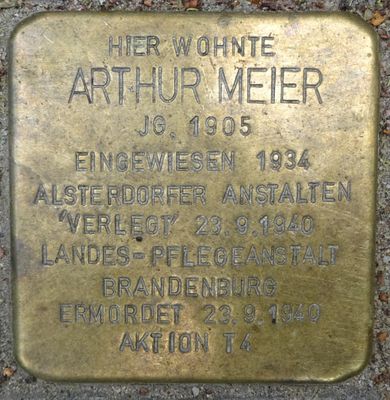 HIER WOHNTE
ARTHUR MEIER
JG. 1905
EINGEWIESEN 1934
ALSTERDORFER ANSTALTEN
'VERLEGT' 23.9.1940
LANDES-PFLEGEANSTALT
BRANDENBURG
ERMORDET 23.9.1940
AKTION T4